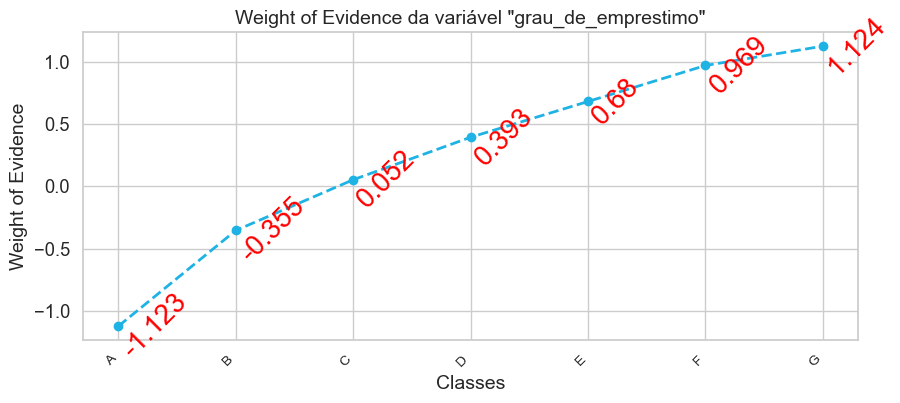 Weight of Evidence da variável "grau_de_emprestimo"
Weight of Evidence
1.0
0.5
0.0
−0.5
−1.0
-1.123
-0.355
0.052
0.393
0.68
0.969
1.124
A
B
C
D
E
F
G
Classes